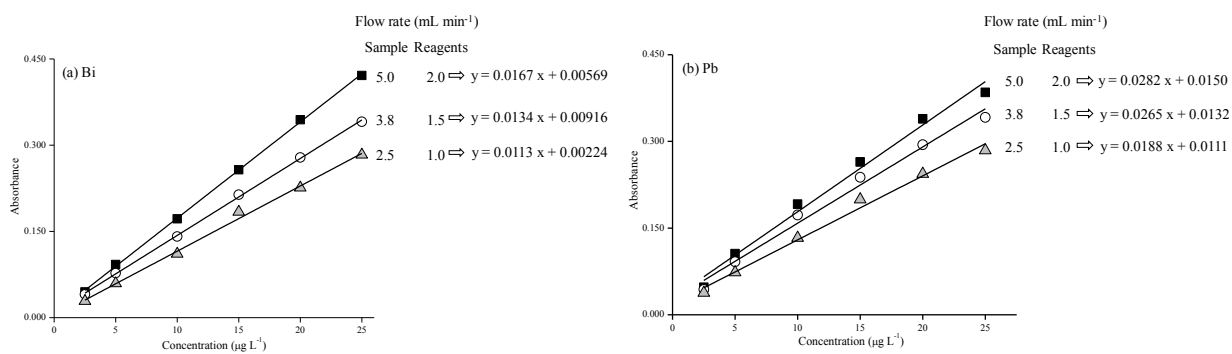 Flow rate (mL min⁻¹)
Sample Reagents
(a) Bi
5.0 2.0 ⇨ y = 0.0167 x + 0.00569
3.8 1.5 ⇨ y = 0.0134 x + 0.00916
2.5 1.0 ⇨ y = 0.0113 x + 0.00224
0.450
0.300
0.150
0.000
Absorbance
0 5 10 15 20 25
Concentration (µg L⁻¹)
Flow rate (mL min⁻¹)
Sample Reagents
(b) Pb
5.0 2.0 ⇨ y = 0.0282 x + 0.0150
3.8 1.5 ⇨ y = 0.0265 x + 0.0132
2.5 1.0 ⇨ y = 0.0188 x + 0.0111
0.450
0.300
0.150
0.000
Absorbance
0 5 10 15 20 25
Concentration (µg L⁻¹)